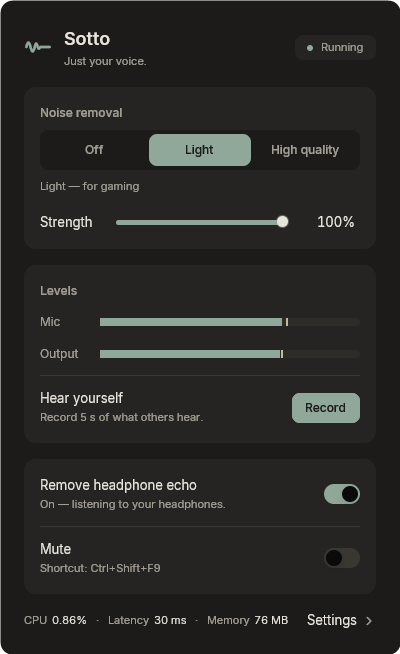 Sotto
Just your voice.
Running
Noise removal
Off Light High quality
Light — for gaming
Strength 100%
Levels
Mic
Output
Hear yourself
Record 5 s of what others hear.
Record
Remove headphone echo
On — listening to your headphones.
Mute
Shortcut: Ctrl+Shift+F9
CPU 0.86% · Latency 30 ms · Memory 76 MB Settings